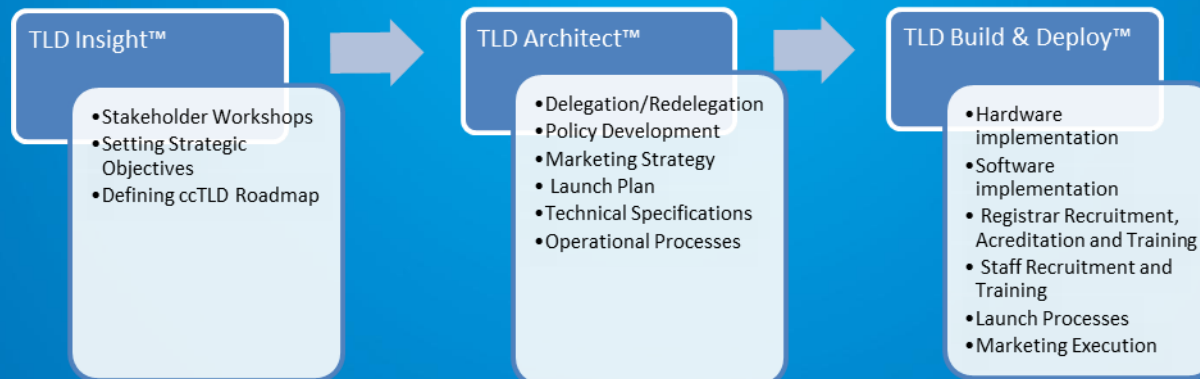 TLD Insight™
•Stakeholder Workshops
•Setting Strategic
Objectives
•Defining ccTLD Roadmap
TLD Architect™
•Delegation/Redelegation
•Policy Development
•Marketing Strategy
• Launch Plan
•Technical Specifications
•Operational Processes
TLD Build & Deploy™
•Hardware
implementation
•Software
implementation
• Registrar Recruitment,
Acreditation and Training
• Staff Recruitment and
Training
•Launch Processes
•Marketing Execution